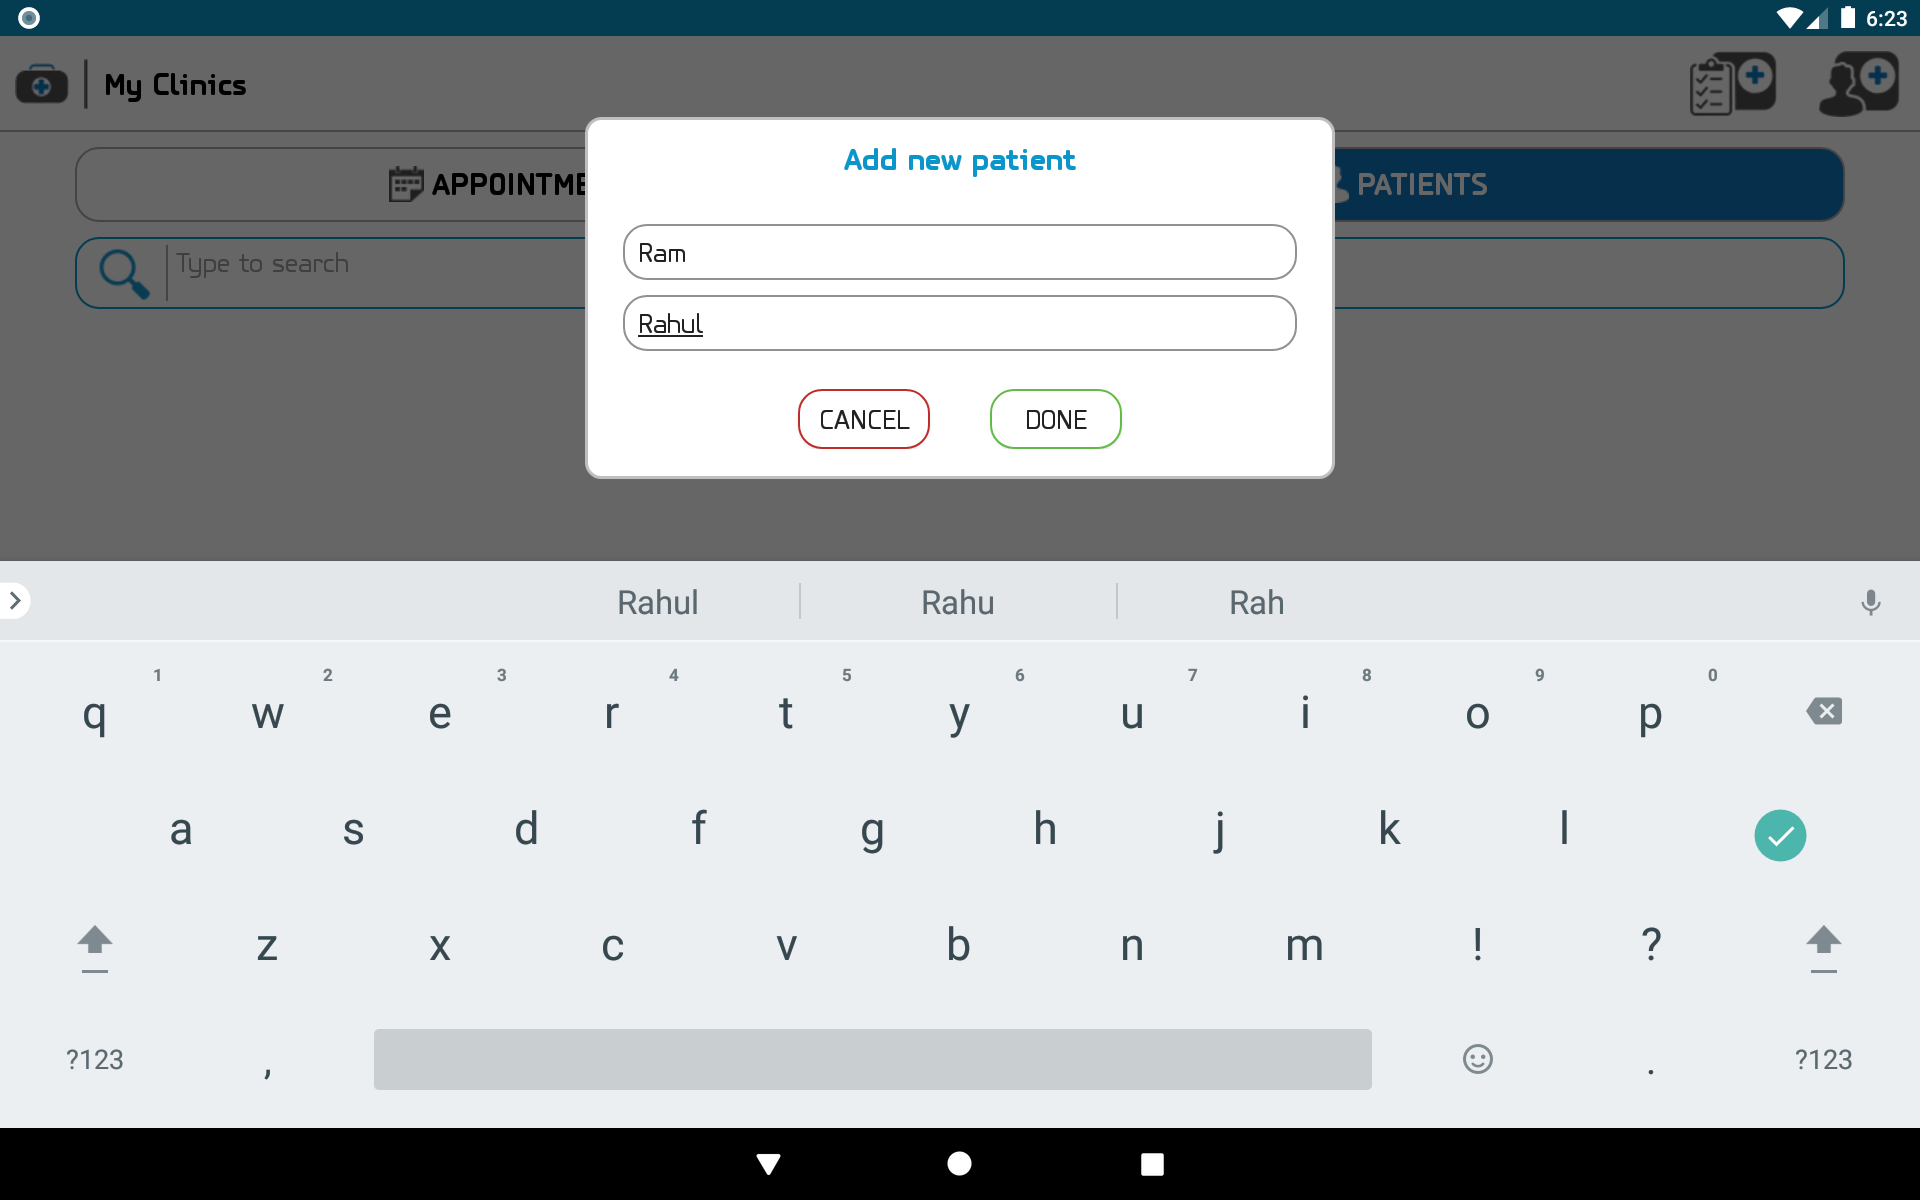 6:23
My Clinics
Add new patient
APPOINTME
PATIENTS
Ram
Type to search
Rahul
CANCEL DONE
Rahul Rahu Rah
1 2 3 4 5 6 7 8 9 0
q w e r t y u i o p
a s d f g h j k l
z x c v b n m ! ?
?123 , . ?123